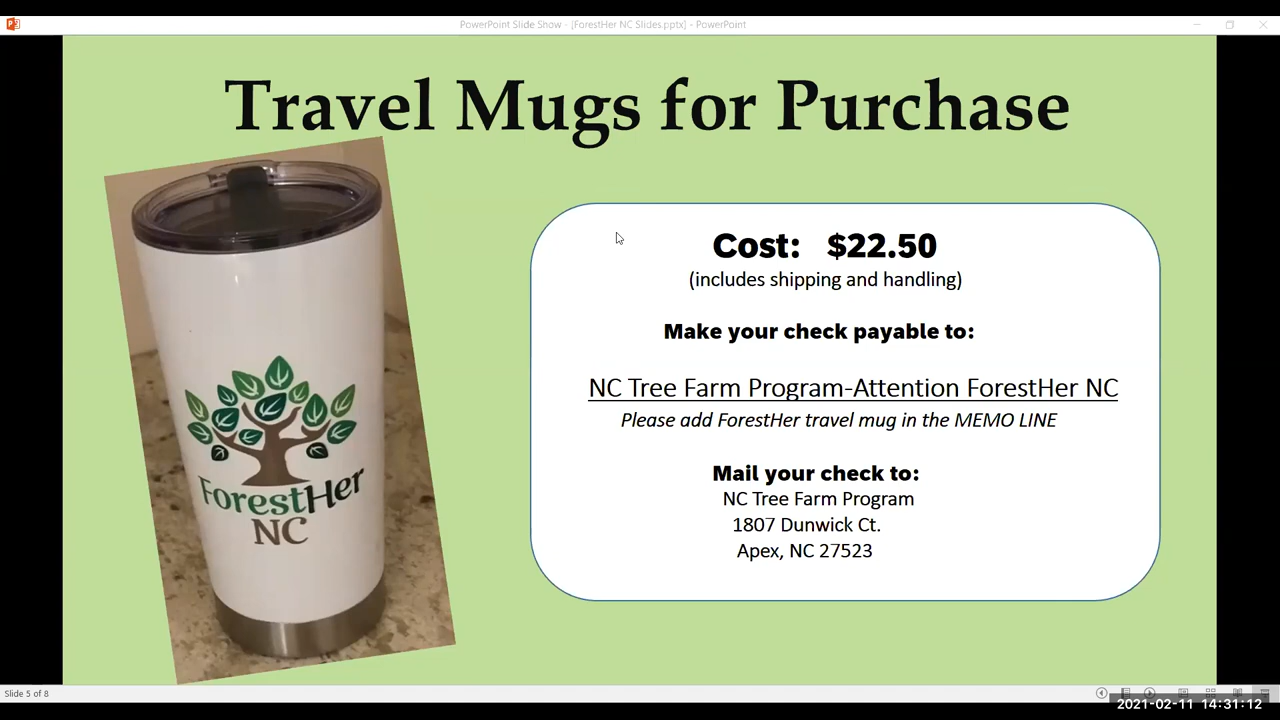 PowerPoint Slide Show - [ForestHer NC Slides.pptx] - PowerPoint
Travel Mugs for Purchase
ForestHer
NC
Cost: $22.50
(includes shipping and handling)
Make your check payable to:
NC Tree Farm Program-Attention ForestHer NC
Please add ForestHer travel mug in the MEMO LINE
Mail your check to:
NC Tree Farm Program
1807 Dunwick Ct.
Apex, NC 27523
Slide 5 of 8
2021-02-11 14:31:12